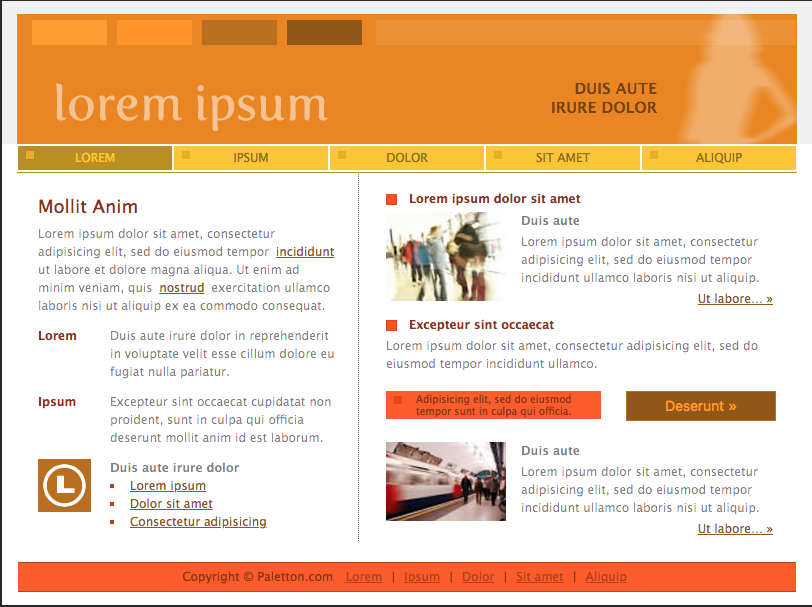 lorem ipsum
DUIS AUTE
IRURE DOLOR
LOREM
IPSUM
DOLOR
SIT AMET
ALIQUIP
Mollit Anim
Lorem ipsum dolor sit amet, consectetur
adipisicing elit, sed do eiusmod tempor incididunt
ut labore et dolore magna aliqua. Ut enim ad
minim veniam, quis nostrud exercitation ullamco
laboris nisi ut aliquip ex ea commodo consequat.
Lorem
Duis aute irure dolor in reprehenderit
in voluptate velit esse cillum dolore eu
fugiat nulla pariatur.
Ipsum
Excepteur sint occaecat cupidatat non
proident, sunt in culpa qui officia
deserunt mollit anim id est laborum.
L
Duis aute irure dolor
Lorem ipsum
Dolor sit amet
Consectetur adipisicing
Lorem ipsum dolor sit amet
Duis aute
Lorem ipsum dolor sit amet, consectetur
adipisicing elit, sed do eiusmod tempor
incididunt ullamco laboris nisi ut aliquip.
Ut labore... »
Excepteur sint occaecat
Lorem ipsum dolor sit amet, consectetur adipisicing elit, sed do
eiusmod tempor incididunt ullamco.
Adipisicing elit, sed do eiusmod
tempor sunt in culpa qui officia.
Deserunt »
Duis aute
Lorem ipsum dolor sit amet, consectetur
adipisicing elit, sed do eiusmod tempor
incididunt ullamco laboris nisi ut aliquip.
Ut labore... »
Copyright © Paletton.com Lorem | Ipsum | Dolor | Sit amet | Aliquip